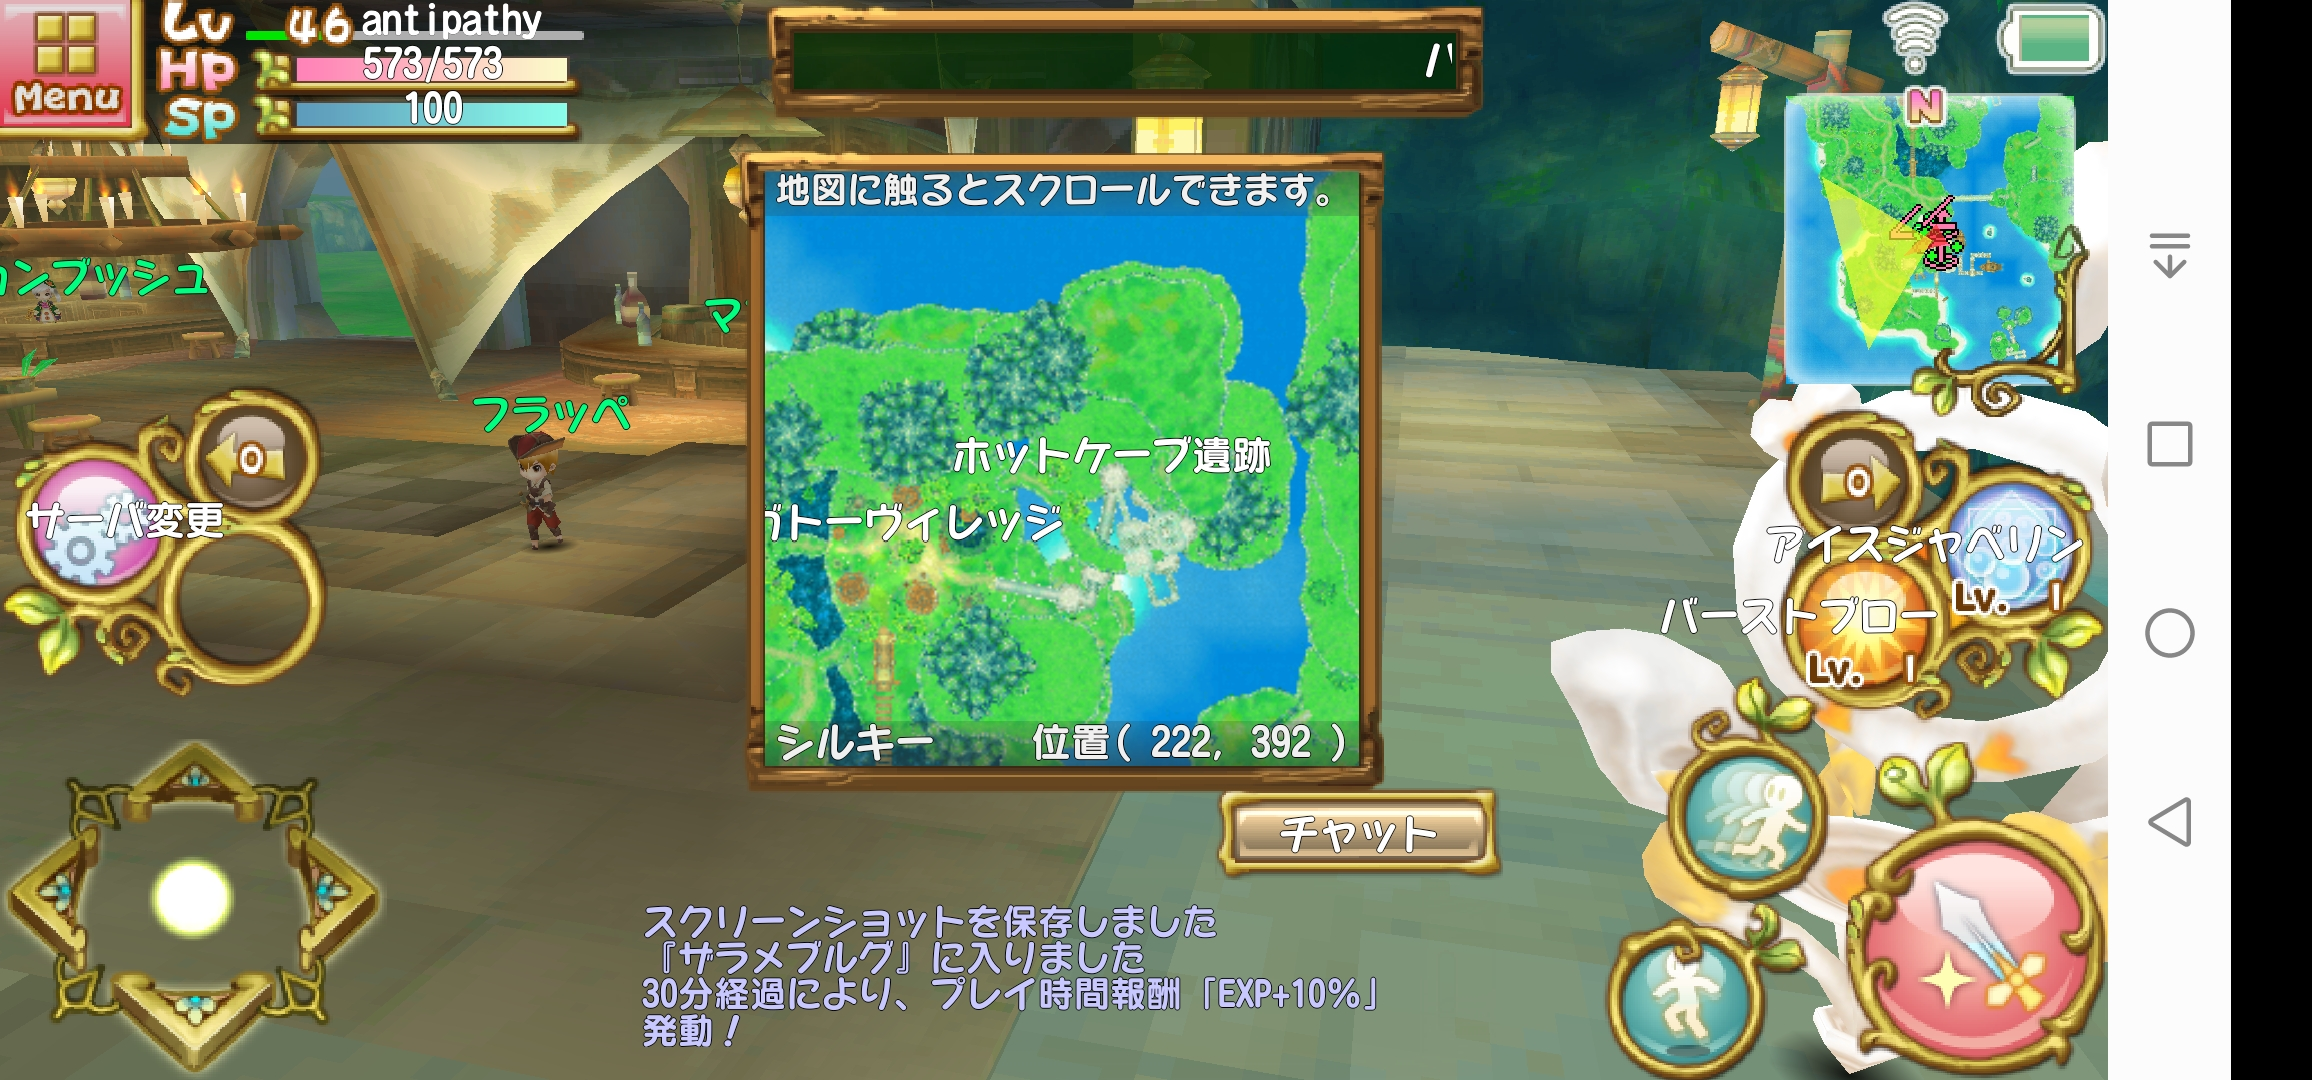 Menu
Lv 46 antipathy
HP 573/573
SP 100
N
地図に触るとスクロールできます。
カンブッシュ
マ
フラッペ
ホットケーブ遺跡
ガトーヴィレッジ
0
サーバ変更
0
アイスジャベリン
Lv. 1
バーストブロー
Lv. 1
シルキー 位置( 222, 392 )
チャット
スクリーンショットを保存しました
『ザラメブルグ』に入りました
30分経過により、プレイ時間報酬「EXP+10%」
発動！